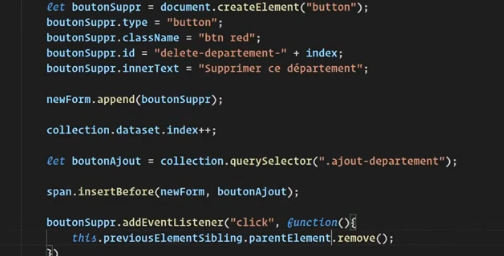 let boutonSuppr = document.createElement("button");
boutonSuppr.type = "button";
boutonSuppr.className = "btn red";
boutonSuppr.id = "delete-departement-" + index;
boutonSuppr.innerText = "Supprimer ce département";
newForm.append(boutonSuppr);
collection.dataset.index++;
let boutonAjout = collection.querySelector(".ajout-departement");
span.insertBefore(newForm, boutonAjout);
boutonSuppr.addEventListener("click", function(){
this.previousElementSibling.parentElement.remove();
})